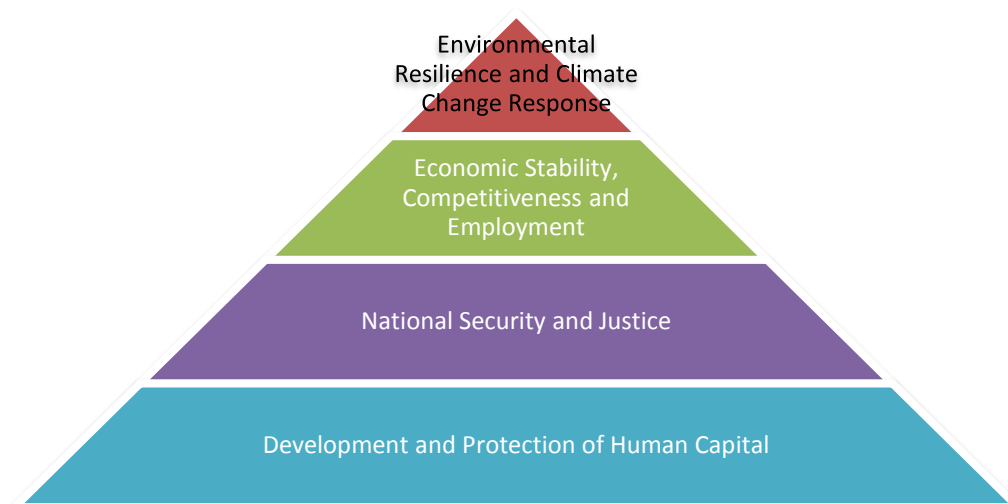 Environmental
Resilience and Climate
Change Response
Economic Stability,
Competitiveness and
Employment
National Security and Justice
Development and Protection of Human Capital